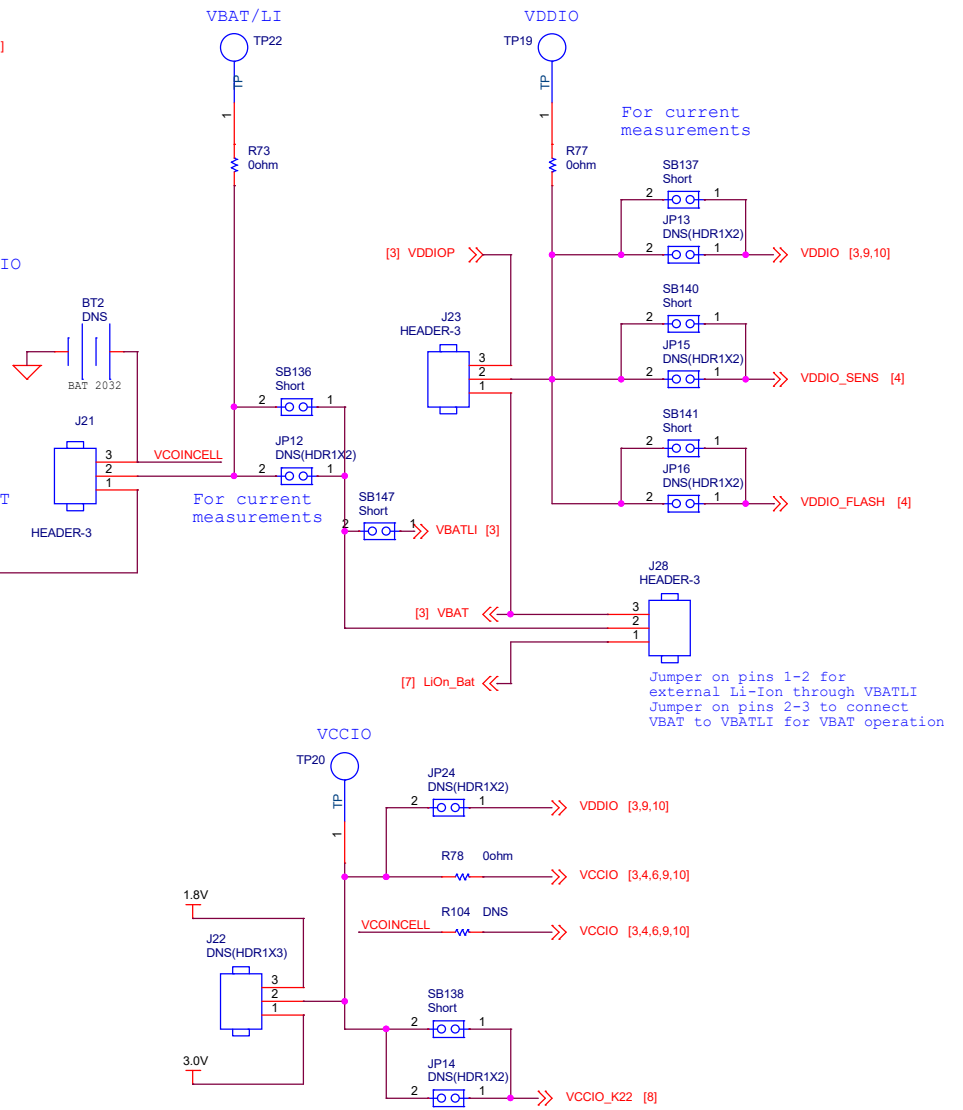 VBAT/LI
TP22
TP
1
R73
0ohm
VDDIO
TP19
TP
1
R77
0ohm
For current
measurements
SB137
Short
2 1
JP13
DNS(HDR1X2)
2 1
VDDIO [3,9,10]
SB140
Short
2 1
JP15
DNS(HDR1X2)
2 1
VDDIO_SENS [4]
SB141
Short
2 1
JP16
DNS(HDR1X2)
2 1
VDDIO_FLASH [4]
]
IO
T
[3] VDDIOP
J23
HEADER-3
3
2
1
BT2
DNS
BAT 2032
J21
3
2
1
HEADER-3
VCOINCELL
SB136
Short
2 1
JP12
DNS(HDR1X2)
2 1
For current
measurements
SB147
Short
2 1
VBATLI [3]
[3] VBAT
[7] LiOn_Bat
J28
HEADER-3
3
2
1
Jumper on pins 1-2 for
external Li-Ion through VBATLI
Jumper on pins 2-3 to connect
VBAT to VBATLI for VBAT operation
VCCIO
TP20
TP
1
JP24
DNS(HDR1X2)
2 1
VDDIO [3,9,10]
R78 0ohm
VCCIO [3,4,6,9,10]
R104 DNS
VCOINCELL
VCCIO [3,4,6,9,10]
1.8V
J22
DNS(HDR1X3)
3
2
1
3.0V
SB138
Short
2 1
JP14
DNS(HDR1X2)
2 1
VCCIO_K22 [8]